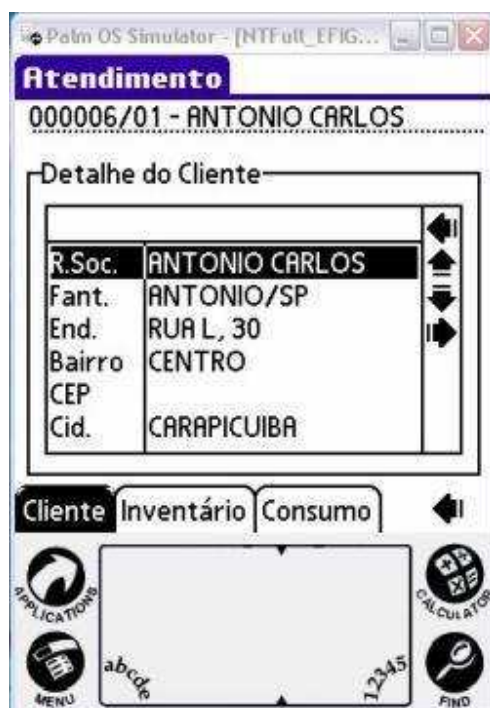 Palm OS Simulator - [NTFull_EFIG...
Atendimento
000006/01 - ANTONIO CARLOS
Detalhe do Cliente
R.Soc. ANTONIO CARLOS
Fant. ANTONIO/SP
End. RUA L, 30
Bairro CENTRO
CEP
Cid. CARAPICUIBA
Cliente Inventário Consumo
APPLICATIONS
CALCULATOR
MENU
abcde
12345
FIND